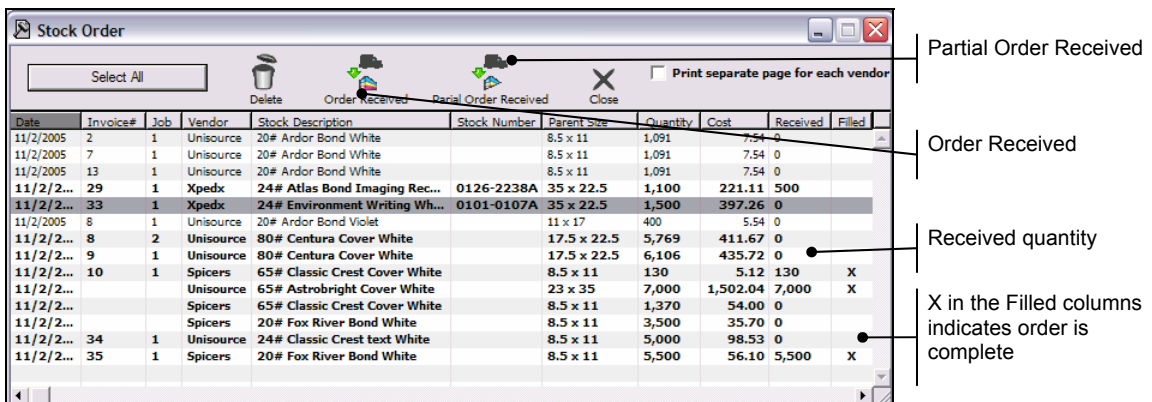 Stock Order
Partial Order Received
Select All
Print separate page for each vendor
Delete Order Received Parial Order Received Close
Date Invoice# Job Vendor Stock Description Stock Number Parent Size Quantity Cost Received Filled
11/2/2005 2 1 Unisource 20# Ardor Bond White 8.5 x 11 1,091 7.54 0
Order Received
11/2/2005 7 1 Unisource 20# Ardor Bond White 8.5 x 11 1,091 7.54 0
11/2/2005 13 1 Unisource 20# Ardor Bond White 8.5 x 11 1,091 7.54 0
11/2/2... 29 1 Xpedx 24# Atlas Bond Imaging Rec... 0126-2238A 35 x 22.5 1,100 221.11 500
11/2/2... 33 1 Xpedx 24# Environment Writing Wh... 0101-0107A 35 x 22.5 1,500 397.26 0
11/2/2005 8 1 Unisource 20# Ardor Bond Violet 11 x 17 400 5.54 0
11/2/2... 8 2 Unisource 80# Centura Cover White 17.5 x 22.5 5,769 411.67 0
Received quantity
11/2/2... 9 1 Unisource 80# Centura Cover White 17.5 x 22.5 6,106 435.72 0
11/2/2... 10 1 Spicers 65# Classic Crest Cover White 8.5 x 11 130 5.12 130 X
11/2/2... Unisource 65# Astrobright Cover White 23 x 35 7,000 1,502.04 7,000 X
11/2/2... Spicers 65# Classic Crest Cover White 8.5 x 11 1,370 54.00 0
11/2/2... Spicers 20# Fox River Bond White 8.5 x 11 3,500 35.70 0
11/2/2... 34 1 Unisource 24# Classic Crest text White 8.5 x 11 5,000 98.53 0
11/2/2... 35 1 Spicers 20# Fox River Bond White 8.5 x 11 5,500 56.10 5,500 X
X in the Filled columns
indicates order is
complete